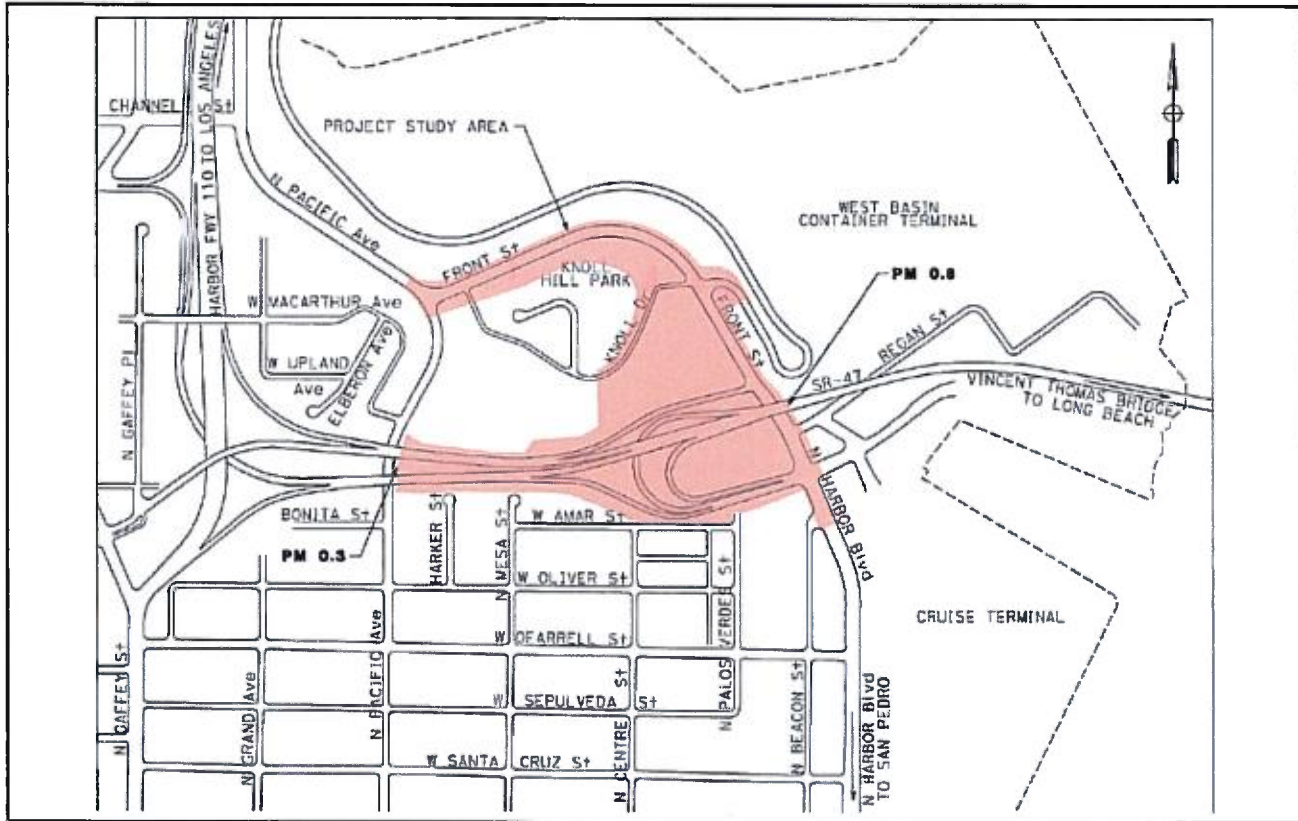 CHANNEL St
HARBOR FWY 110 TO LOS ANGELES
PROJECT STUDY AREA
N PACIFIC Ave
WEST BASIN
CONTAINER TERMINAL
FRONT St
KNOLL
HILL PARK
PM 0.8
W MACARTHUR Ave
KNOLL
FRONT St
REGAN St
N GAFFEY Pl
W UPLAND
Ave
ELBERON Ave
SR-47
VINCENT THOMAS BRIDGE
TO LONG BEACH
BONITA St
PM 0.3
HARKER St
N MESA St
W AMAR St
N HARBOR Blvd
W OLIVER St
N PALOS VERDES St
CRUISE TERMINAL
W OFARRELL St
N GAFFEY St
N GRAND Ave
N PACIFIC Ave
W SEPULVEDA St
N CENTRE St
N BEACON St
N HARBOR Blvd
TO SAN PEDRO
W SANTA CRUZ St